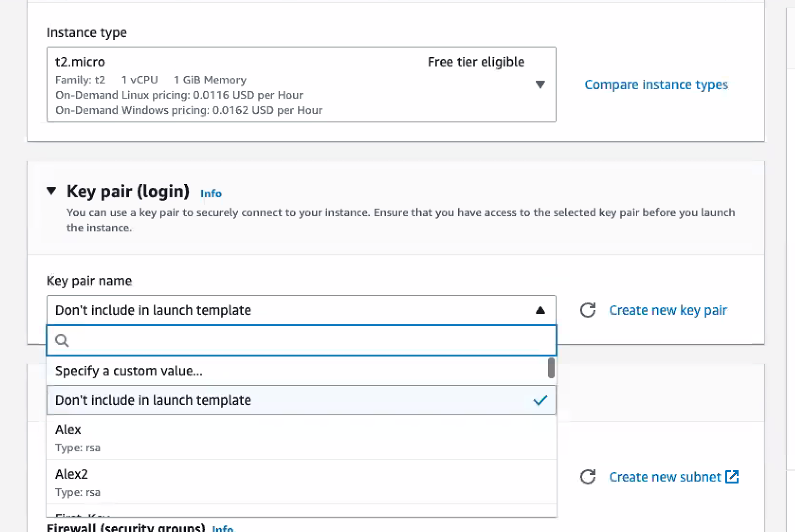 Instance type
t2.micro Free tier eligible
Family: t2 1 vCPU 1 GiB Memory
On-Demand Linux pricing: 0.0116 USD per Hour
On-Demand Windows pricing: 0.0162 USD per Hour
Compare instance types
Key pair (login) Info
You can use a key pair to securely connect to your instance. Ensure that you have access to the selected key pair before you launch
the instance.
Key pair name
Don't include in launch template
Create new key pair
Specify a custom value...
Don't include in launch template
Alex
Type: rsa
Alex2
Type: rsa
Create new subnet
First_Key
Firewall (security groups) Info